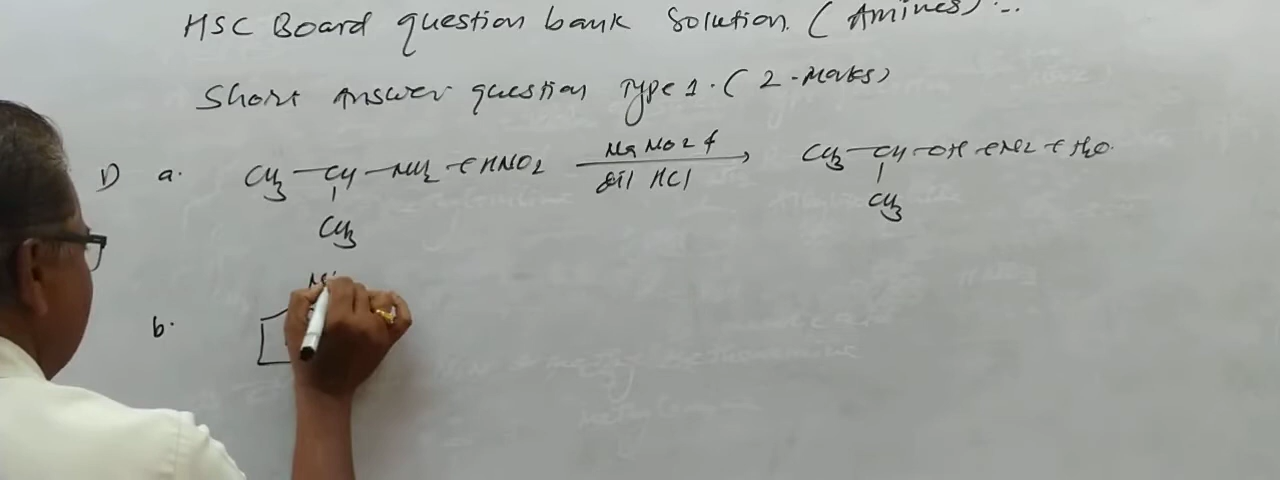 HSC Board question bank Solution. (Amines)...
Short Answer question Type 1. (2-Marks)
1) a. CH3 — CH — NH2 + HNO2 NaNO2 + dil HCl → CH3 — CH — OH + N2 + H2O.
CH3 CH3
b.